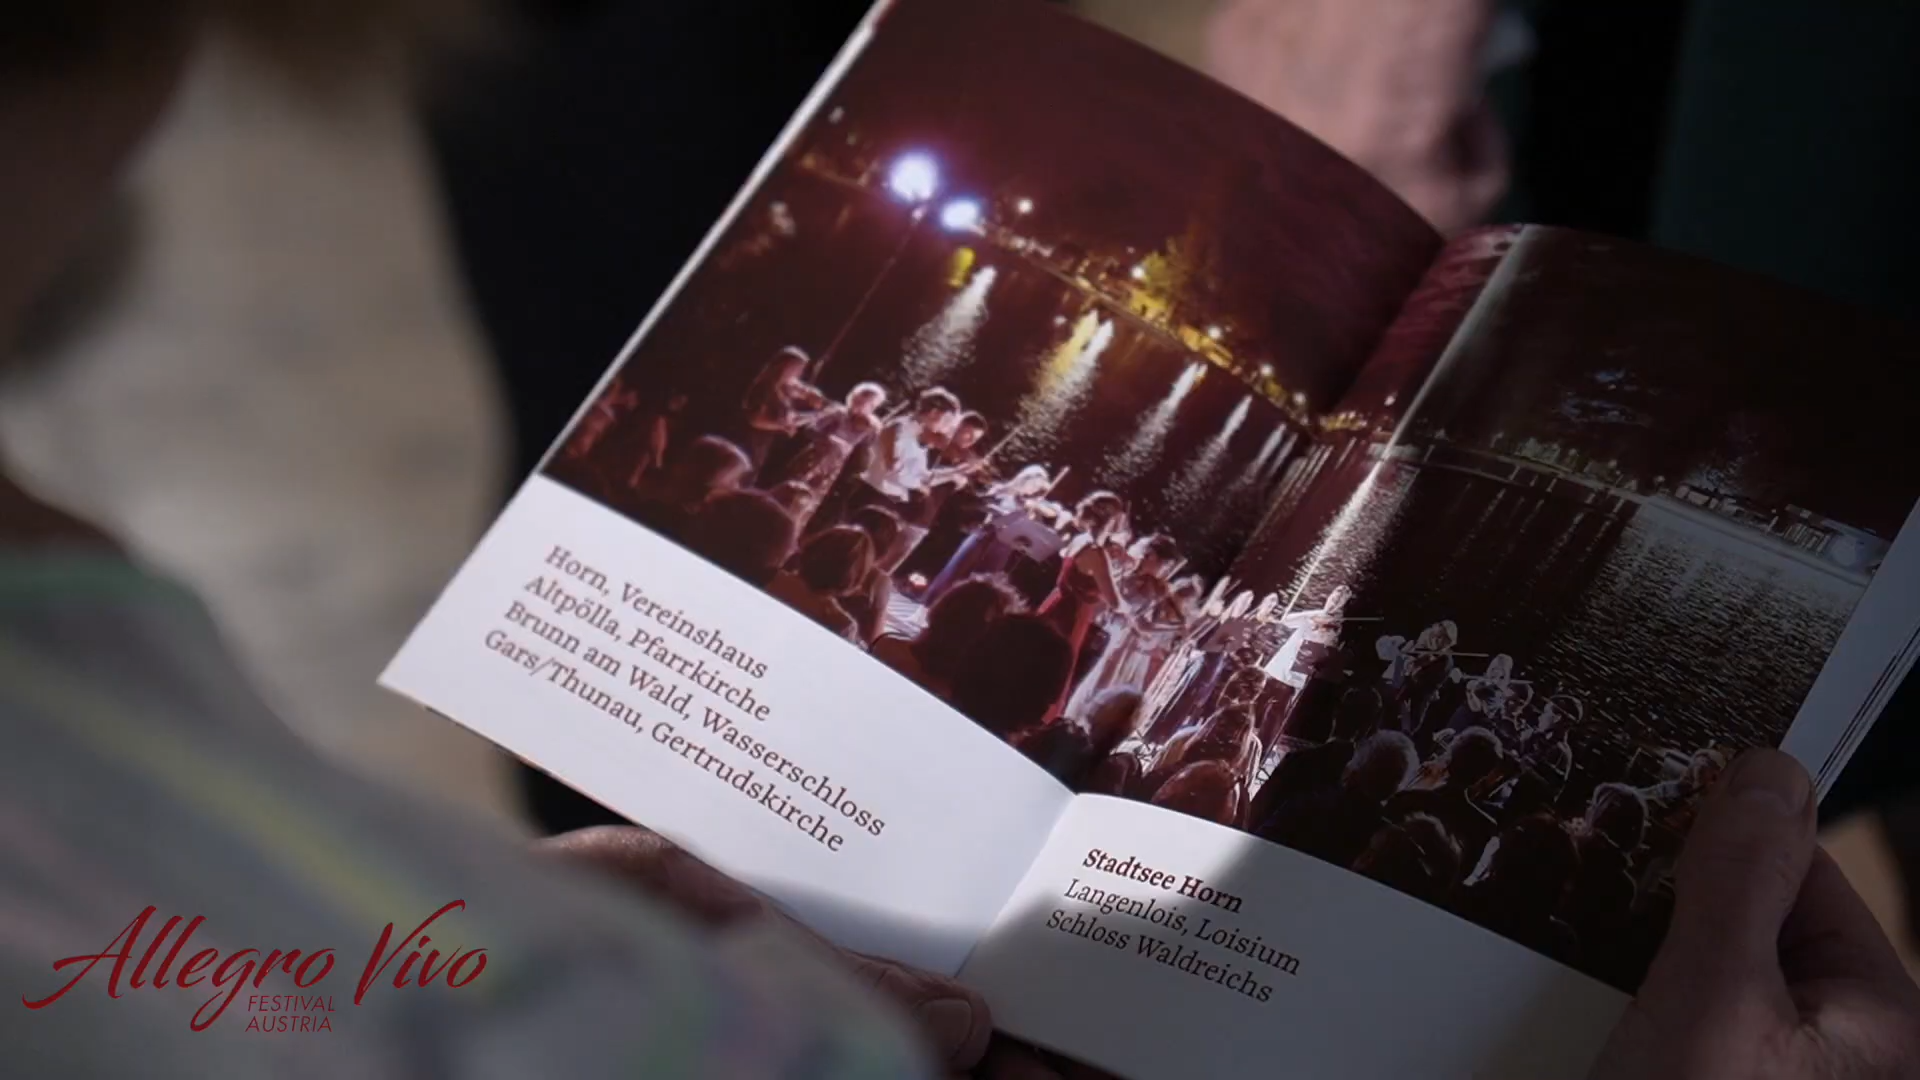 Horn, Vereinshaus
Altpölla, Pfarrkirche
Brunn am Wald, Wasserschloss
Gars/Thunau, Gertrudskirche
Stadtsee Horn
Langenlois, Loisium
Schloss Waldreichs
Allegro Vivo
FESTIVAL
AUSTRIA